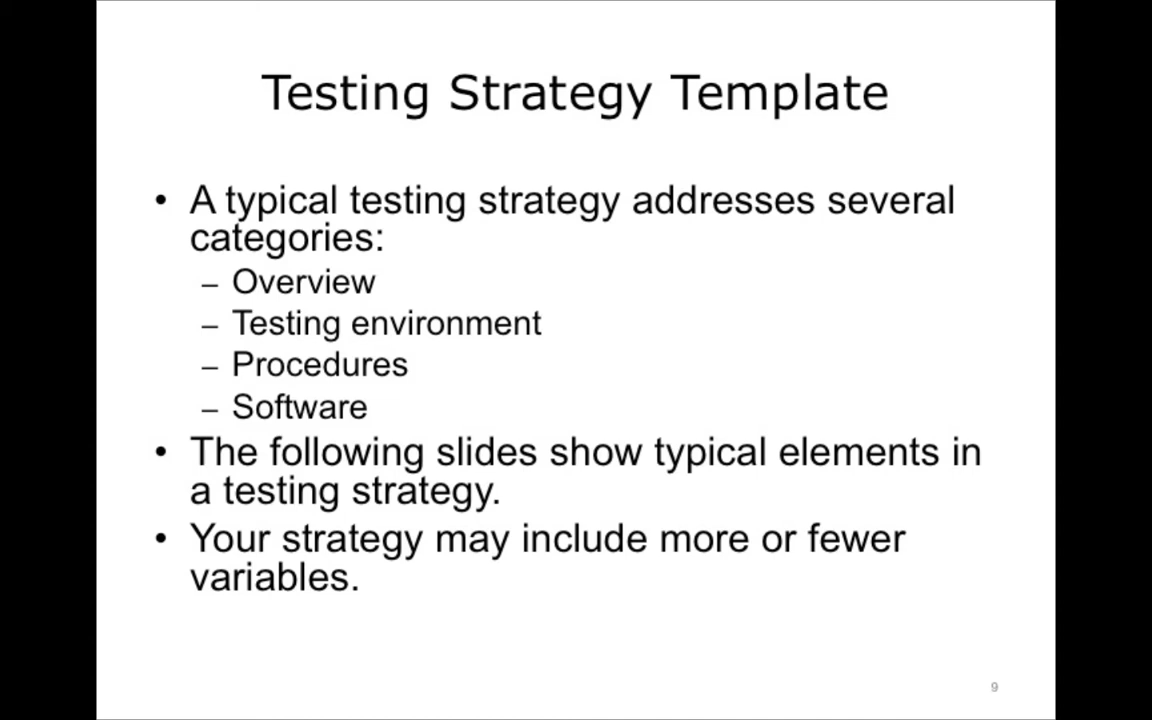 Testing Strategy Template
• A typical testing strategy addresses several
categories:
– Overview
– Testing environment
– Procedures
– Software
• The following slides show typical elements in
a testing strategy.
• Your strategy may include more or fewer
variables.
9